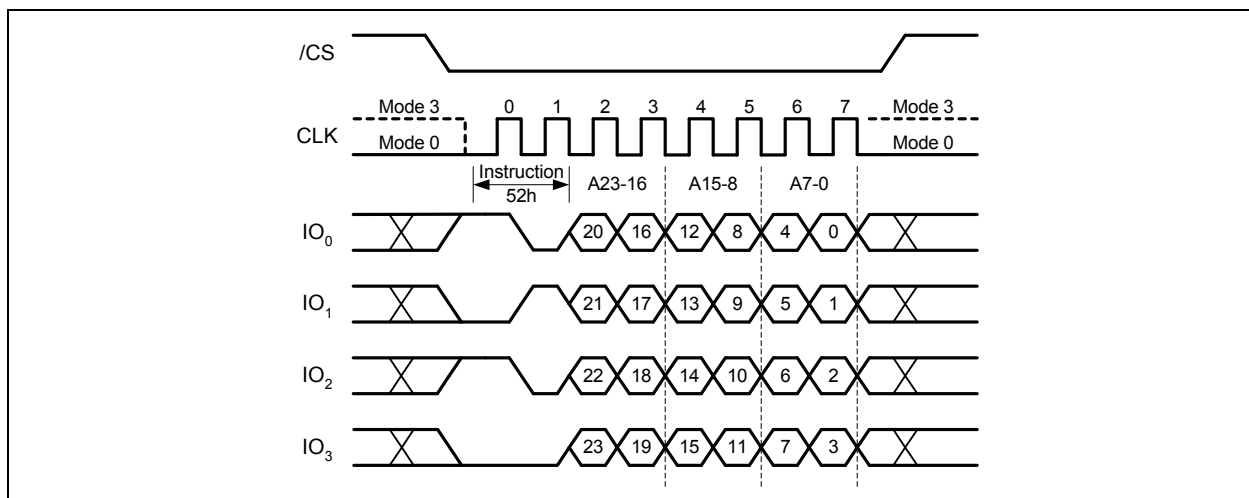 /CS
Mode 3 0 1 2 3 4 5 6 7 Mode 3
CLK
Mode 0 Mode 0
Instruction
52h
A23-16 A15-8 A7-0
IO0 20 16 12 8 4 0
IO1 21 17 13 9 5 1
IO2 22 18 14 10 6 2
IO3 23 19 15 11 7 3